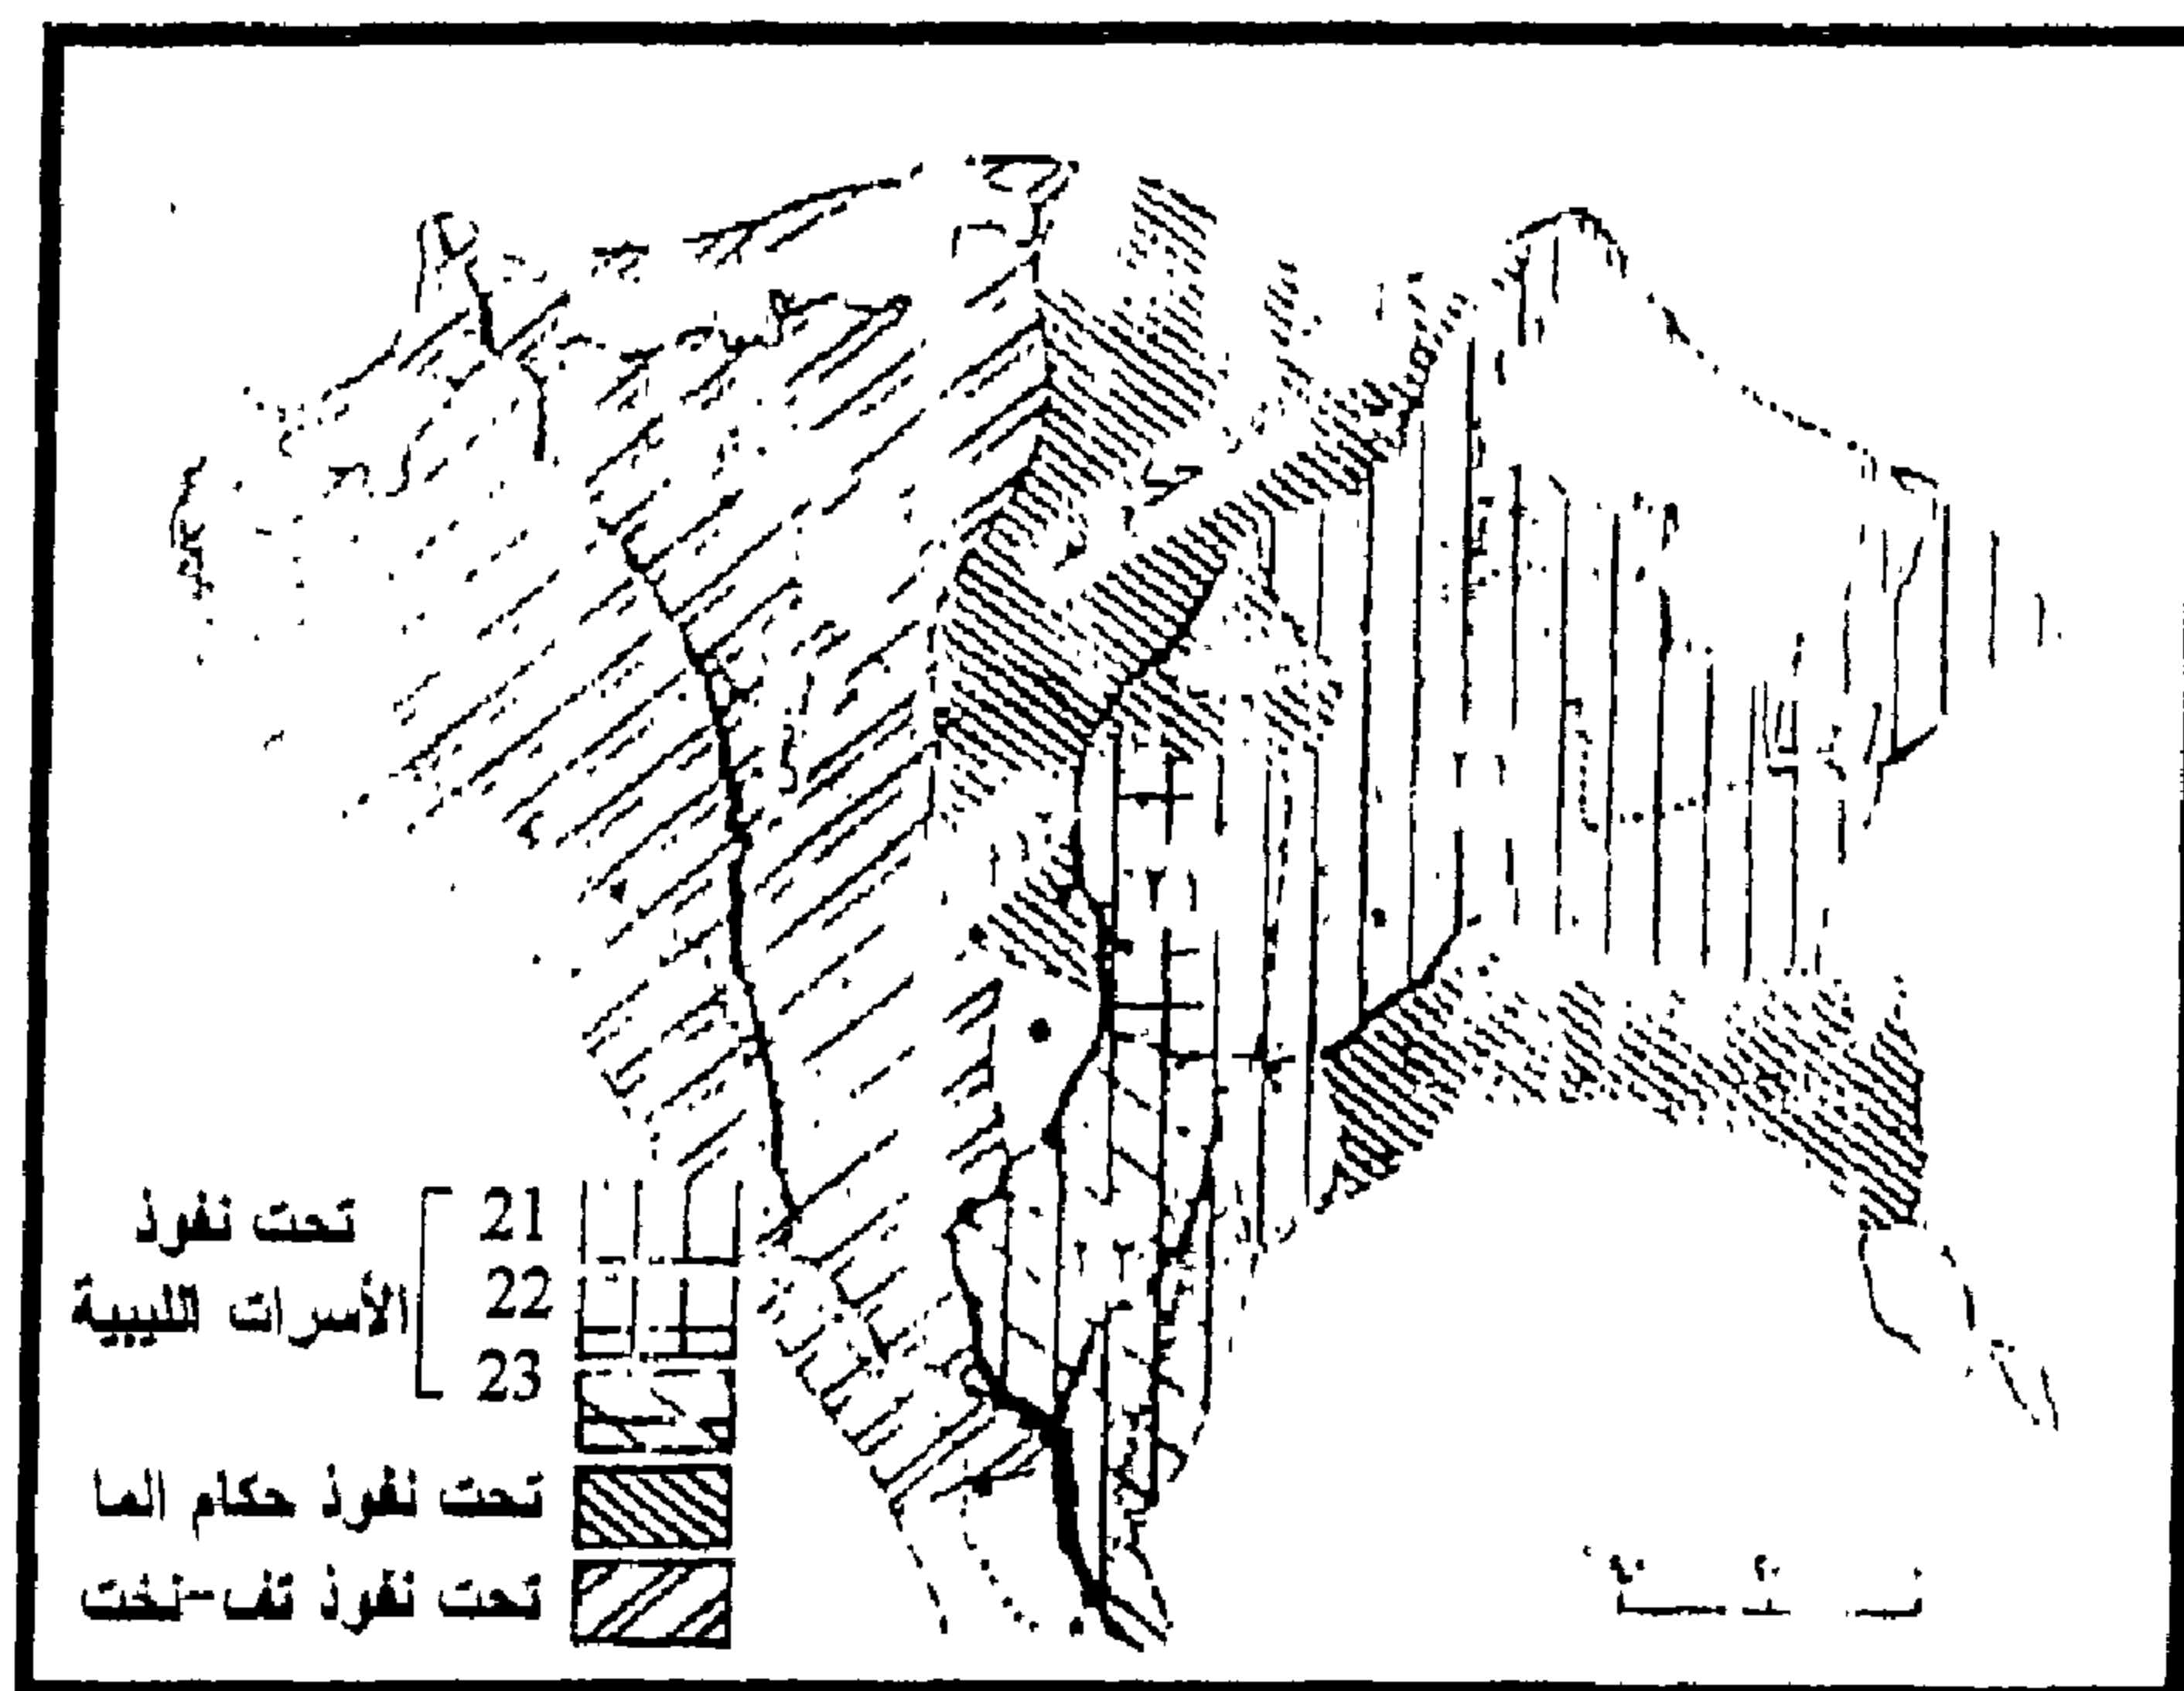 تحت نفوذ
الأسرات الليبية
21
22
23
تحت نفوذ حكام الما
تحت نفوذ تف-نخت